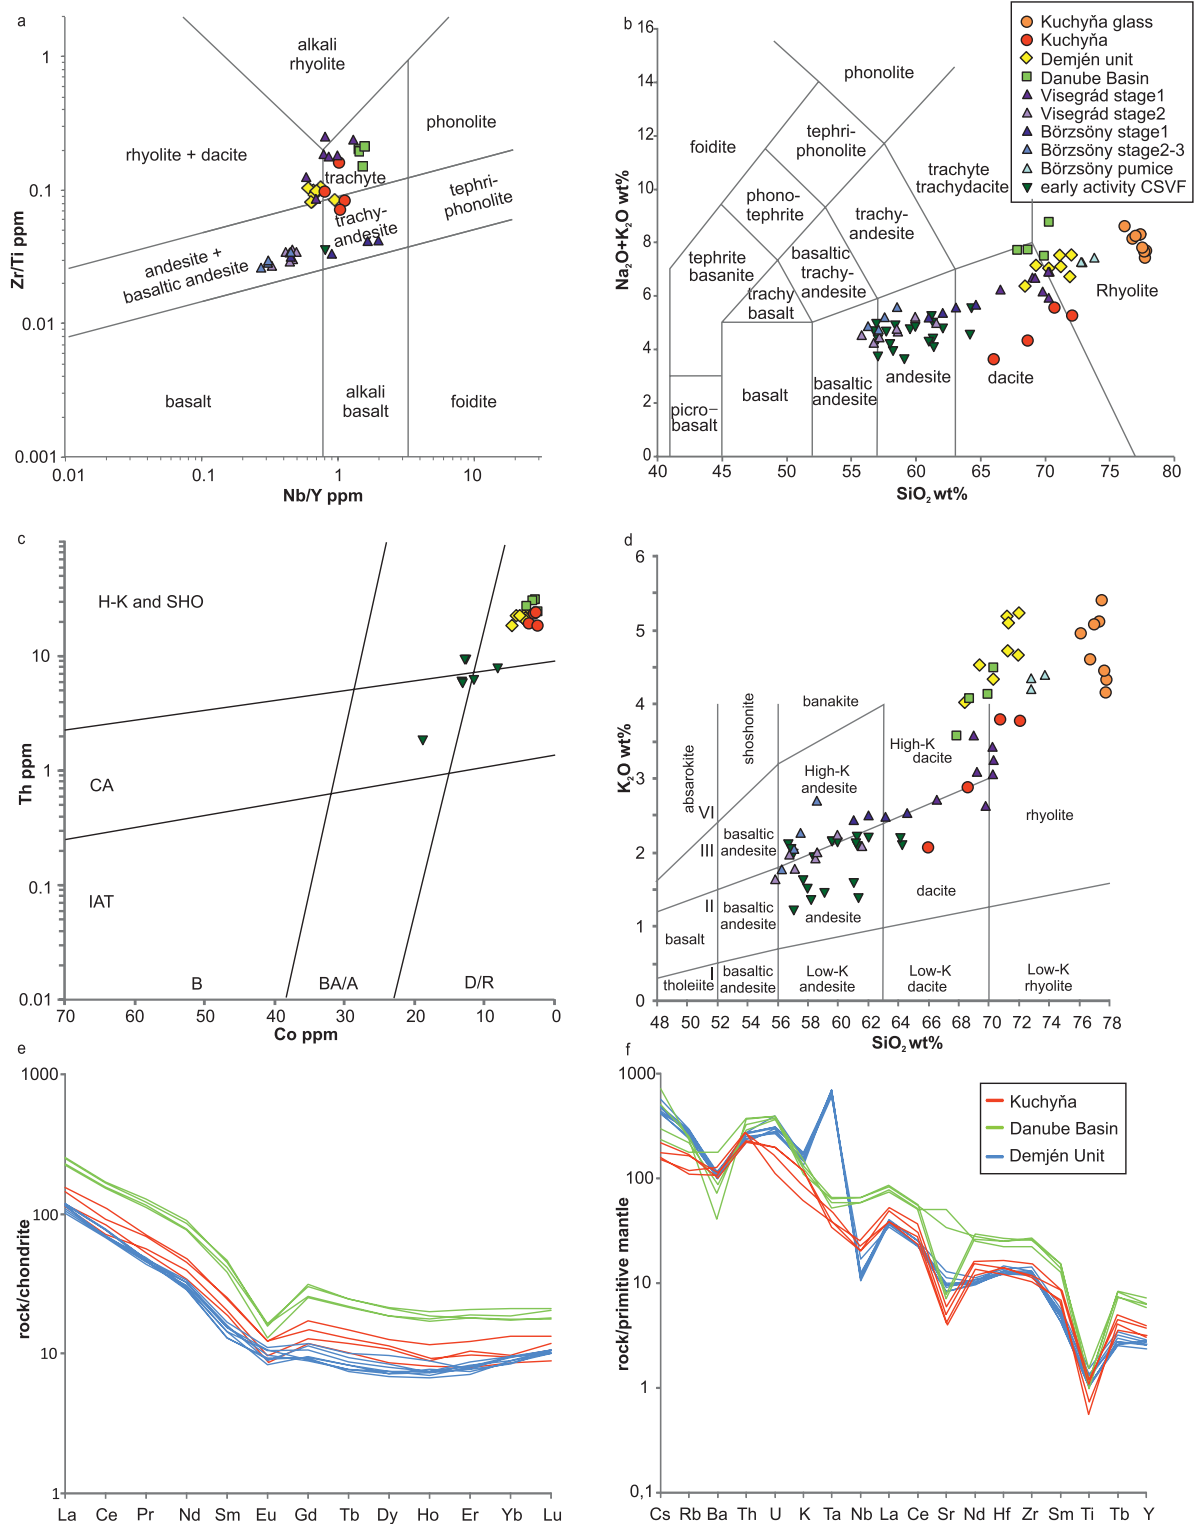 a
1
0.1
0.01
0.001
Zr/Ti ppm
alkali
rhyolite
rhyolite + dacite
phonolite
trachyte
tephri-
phonolite
trachy-
andesite
andesite +
basaltic andesite
basalt
alkali
basalt
foidite
0.01
0.1
1
10
Nb/Y ppm
b
16
14
12
10
8
6
4
2
0
Na2O+K2O wt%
Kuchyňa glass
Kuchyňa
Demjén unit
Danube Basin
Visegrád stage1
Visegrád stage2
Börzsöny stage1
Börzsöny stage2-3
Börzsöny pumice
early activity CSVF
phonolite
foidite
tephri-
phonolite
trachyte
trachydacite
phono-
tephrite
trachy-
andesite
tephrite
basanite
basaltic
trachy-
andesite
trachy
basalt
Rhyolite
picro–
basalt
basalt
basaltic
andesite
andesite
dacite
40
45
50
55
60
65
70
75
80
SiO2 wt%
c
10
1
0.1
0.01
Th ppm
H-K and SHO
CA
IAT
B
BA/A
D/R
70
60
50
40
30
20
10
0
Co ppm
d
6
5
4
3
2
1
0
K2O wt%
absarokite
shoshonite
banakite
High-K
dacite
High-K
andesite
VI
III
II
I
basaltic
andesite
rhyolite
basaltic
andesite
andesite
dacite
basalt
tholeiite
basaltic
andesite
Low-K
andesite
Low-K
dacite
Low-K
rhyolite
48
50
52
54
56
58
60
62
64
66
68
70
72
74
76
78
SiO2 wt%
e
1000
100
10
1
rock/chondrite
La
Ce
Pr
Nd
Sm
Eu
Gd
Tb
Dy
Ho
Er
Yb
Lu
f
1000
100
10
1
0,1
rock/primitive mantle
Kuchyňa
Danube Basin
Demjén Unit
Cs
Rb
Ba
Th
U
K
Ta
Nb
La
Ce
Sr
Nd
Hf
Zr
Sm
Ti
Tb
Y